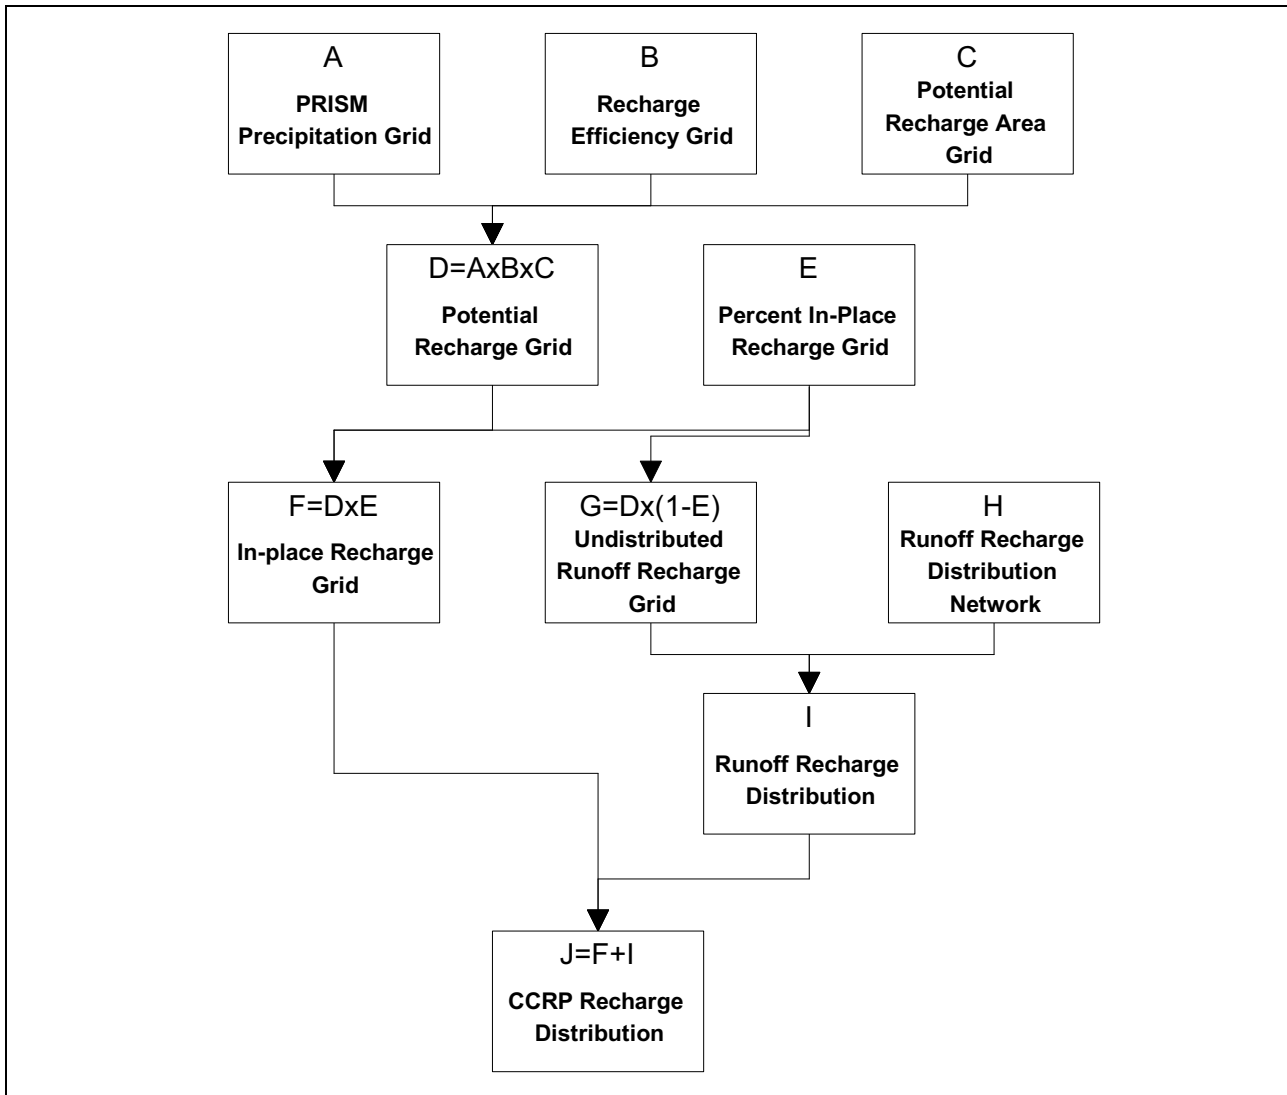 A
PRISM
Precipitation Grid
B
Recharge
Efficiency Grid
C
Potential
Recharge Area
Grid
D=AxBxC
Potential
Recharge Grid
E
Percent In-Place
Recharge Grid
F=DxE
In-place Recharge
Grid
G=Dx(1-E)
Undistributed
Runoff Recharge
Grid
H
Runoff Recharge
Distribution
Network
I
Runoff Recharge
Distribution
J=F+I
CCRP Recharge
Distribution